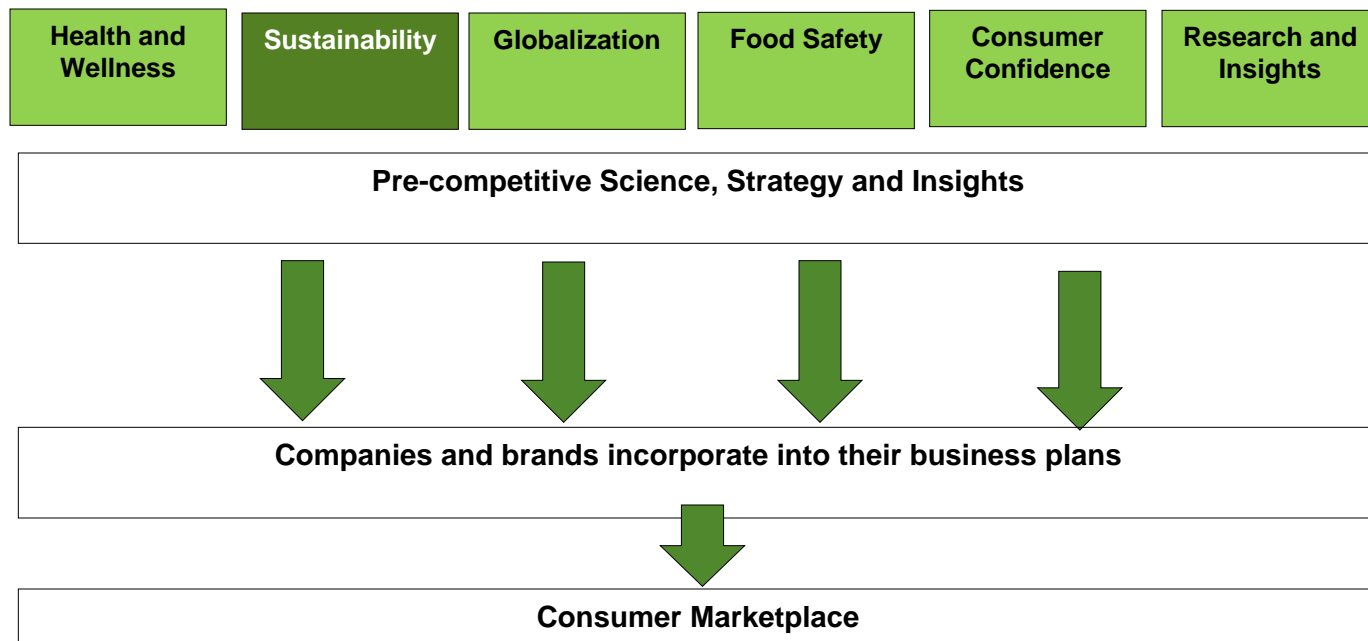 Health and
Wellness
Sustainability
Globalization
Food Safety
Consumer
Confidence
Research and
Insights
Pre-competitive Science, Strategy and Insights
Companies and brands incorporate into their business plans
Consumer Marketplace